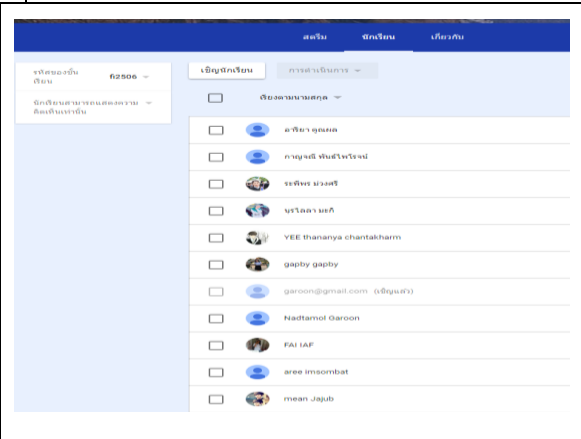 สตรีม นักเรียน เกี่ยวกับ
รหัสของชั้น
เรียน
fi2506
นักเรียนสามารถแสดงความ
คิดเห็นเท่านั้น
เชิญนักเรียน การดำเนินการ
เรียงตามนามสกุล
อาริยา คุณผล
กาญจณี พันธ์ไพโรจน์
ระพีพร ม่วงศรี
นูรไลลา มะกี
YEE thananya chantakharm
gapby gapby
garoon@gmail.com (เชิญแล้ว)
Nadtamol Garoon
FAI IAF
aree imsombat
mean Jajub